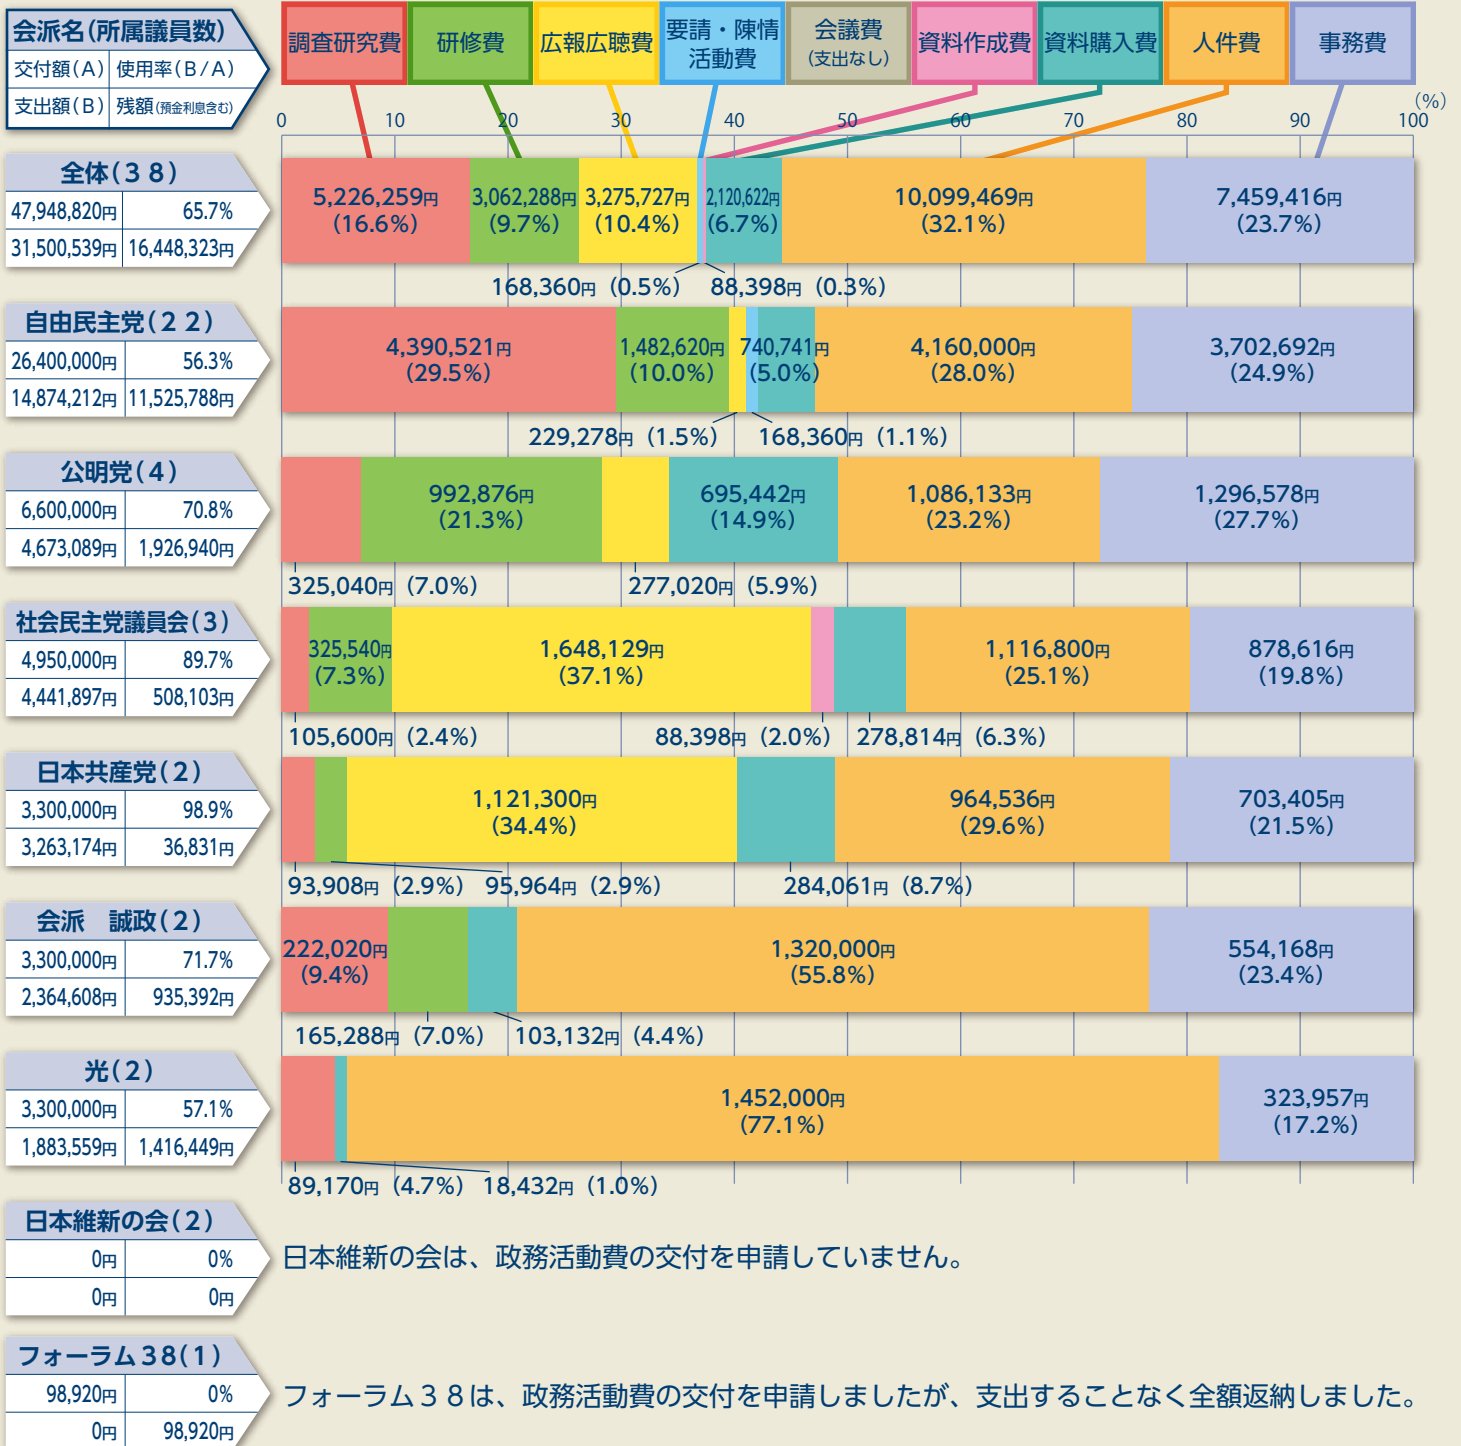 会派名(所属議員数)
交付額(A) 使用率(B/A)
支出額(B) 残額(預金利息含む)
調査研究費 研修費 広報広聴費 要請・陳情活動費 会議費(支出なし) 資料作成費 資料購入費 人件費 事務費
(%)
0 10 20 30 40 50 60 70 80 90 100
全体(38)
47,948,820円 65.7%
31,500,539円 16,448,323円
5,226,259円 3,062,288円 3,275,727円 2,120,622円 10,099,469円 7,459,416円
(16.6%) (9.7%) (10.4%) (6.7%) (32.1%) (23.7%)
168,360円 (0.5%) 88,398円 (0.3%)
自由民主党(22)
26,400,000円 56.3%
14,874,212円 11,525,788円
4,390,521円 1,482,620円 740,741円 4,160,000円 3,702,692円
(29.5%) (10.0%) (5.0%) (28.0%) (24.9%)
229,278円 (1.5%) 168,360円 (1.1%)
公明党(4)
6,600,000円 70.8%
4,673,089円 1,926,940円
992,876円 695,442円 1,086,133円 1,296,578円
(21.3%) (14.9%) (23.2%) (27.7%)
325,040円 (7.0%) 277,020円 (5.9%)
社会民主党議員会(3)
4,950,000円 89.7%
4,441,897円 508,103円
325,540円 1,648,129円 1,116,800円 878,616円
(7.3%) (37.1%) (25.1%) (19.8%)
105,600円 (2.4%) 88,398円 (2.0%) 278,814円 (6.3%)
日本共産党(2)
3,300,000円 98.9%
3,263,174円 36,831円
1,121,300円 964,536円 703,405円
(34.4%) (29.6%) (21.5%)
93,908円 (2.9%) 95,964円 (2.9%) 284,061円 (8.7%)
会派 誠政(2)
3,300,000円 71.7%
2,364,608円 935,392円
222,020円 1,320,000円 554,168円
(9.4%) (55.8%) (23.4%)
165,288円 (7.0%) 103,132円 (4.4%)
光(2)
3,300,000円 57.1%
1,883,559円 1,416,449円
1,452,000円 323,957円
(77.1%) (17.2%)
89,170円 (4.7%) 18,432円 (1.0%)
日本維新の会(2)
0円 0%
0円 0円
日本維新の会は、政務活動費の交付を申請していません。
フォーラム38(1)
98,920円 0%
0円 98,920円
フォーラム38は、政務活動費の交付を申請しましたが、支出することなく全額返納しました。